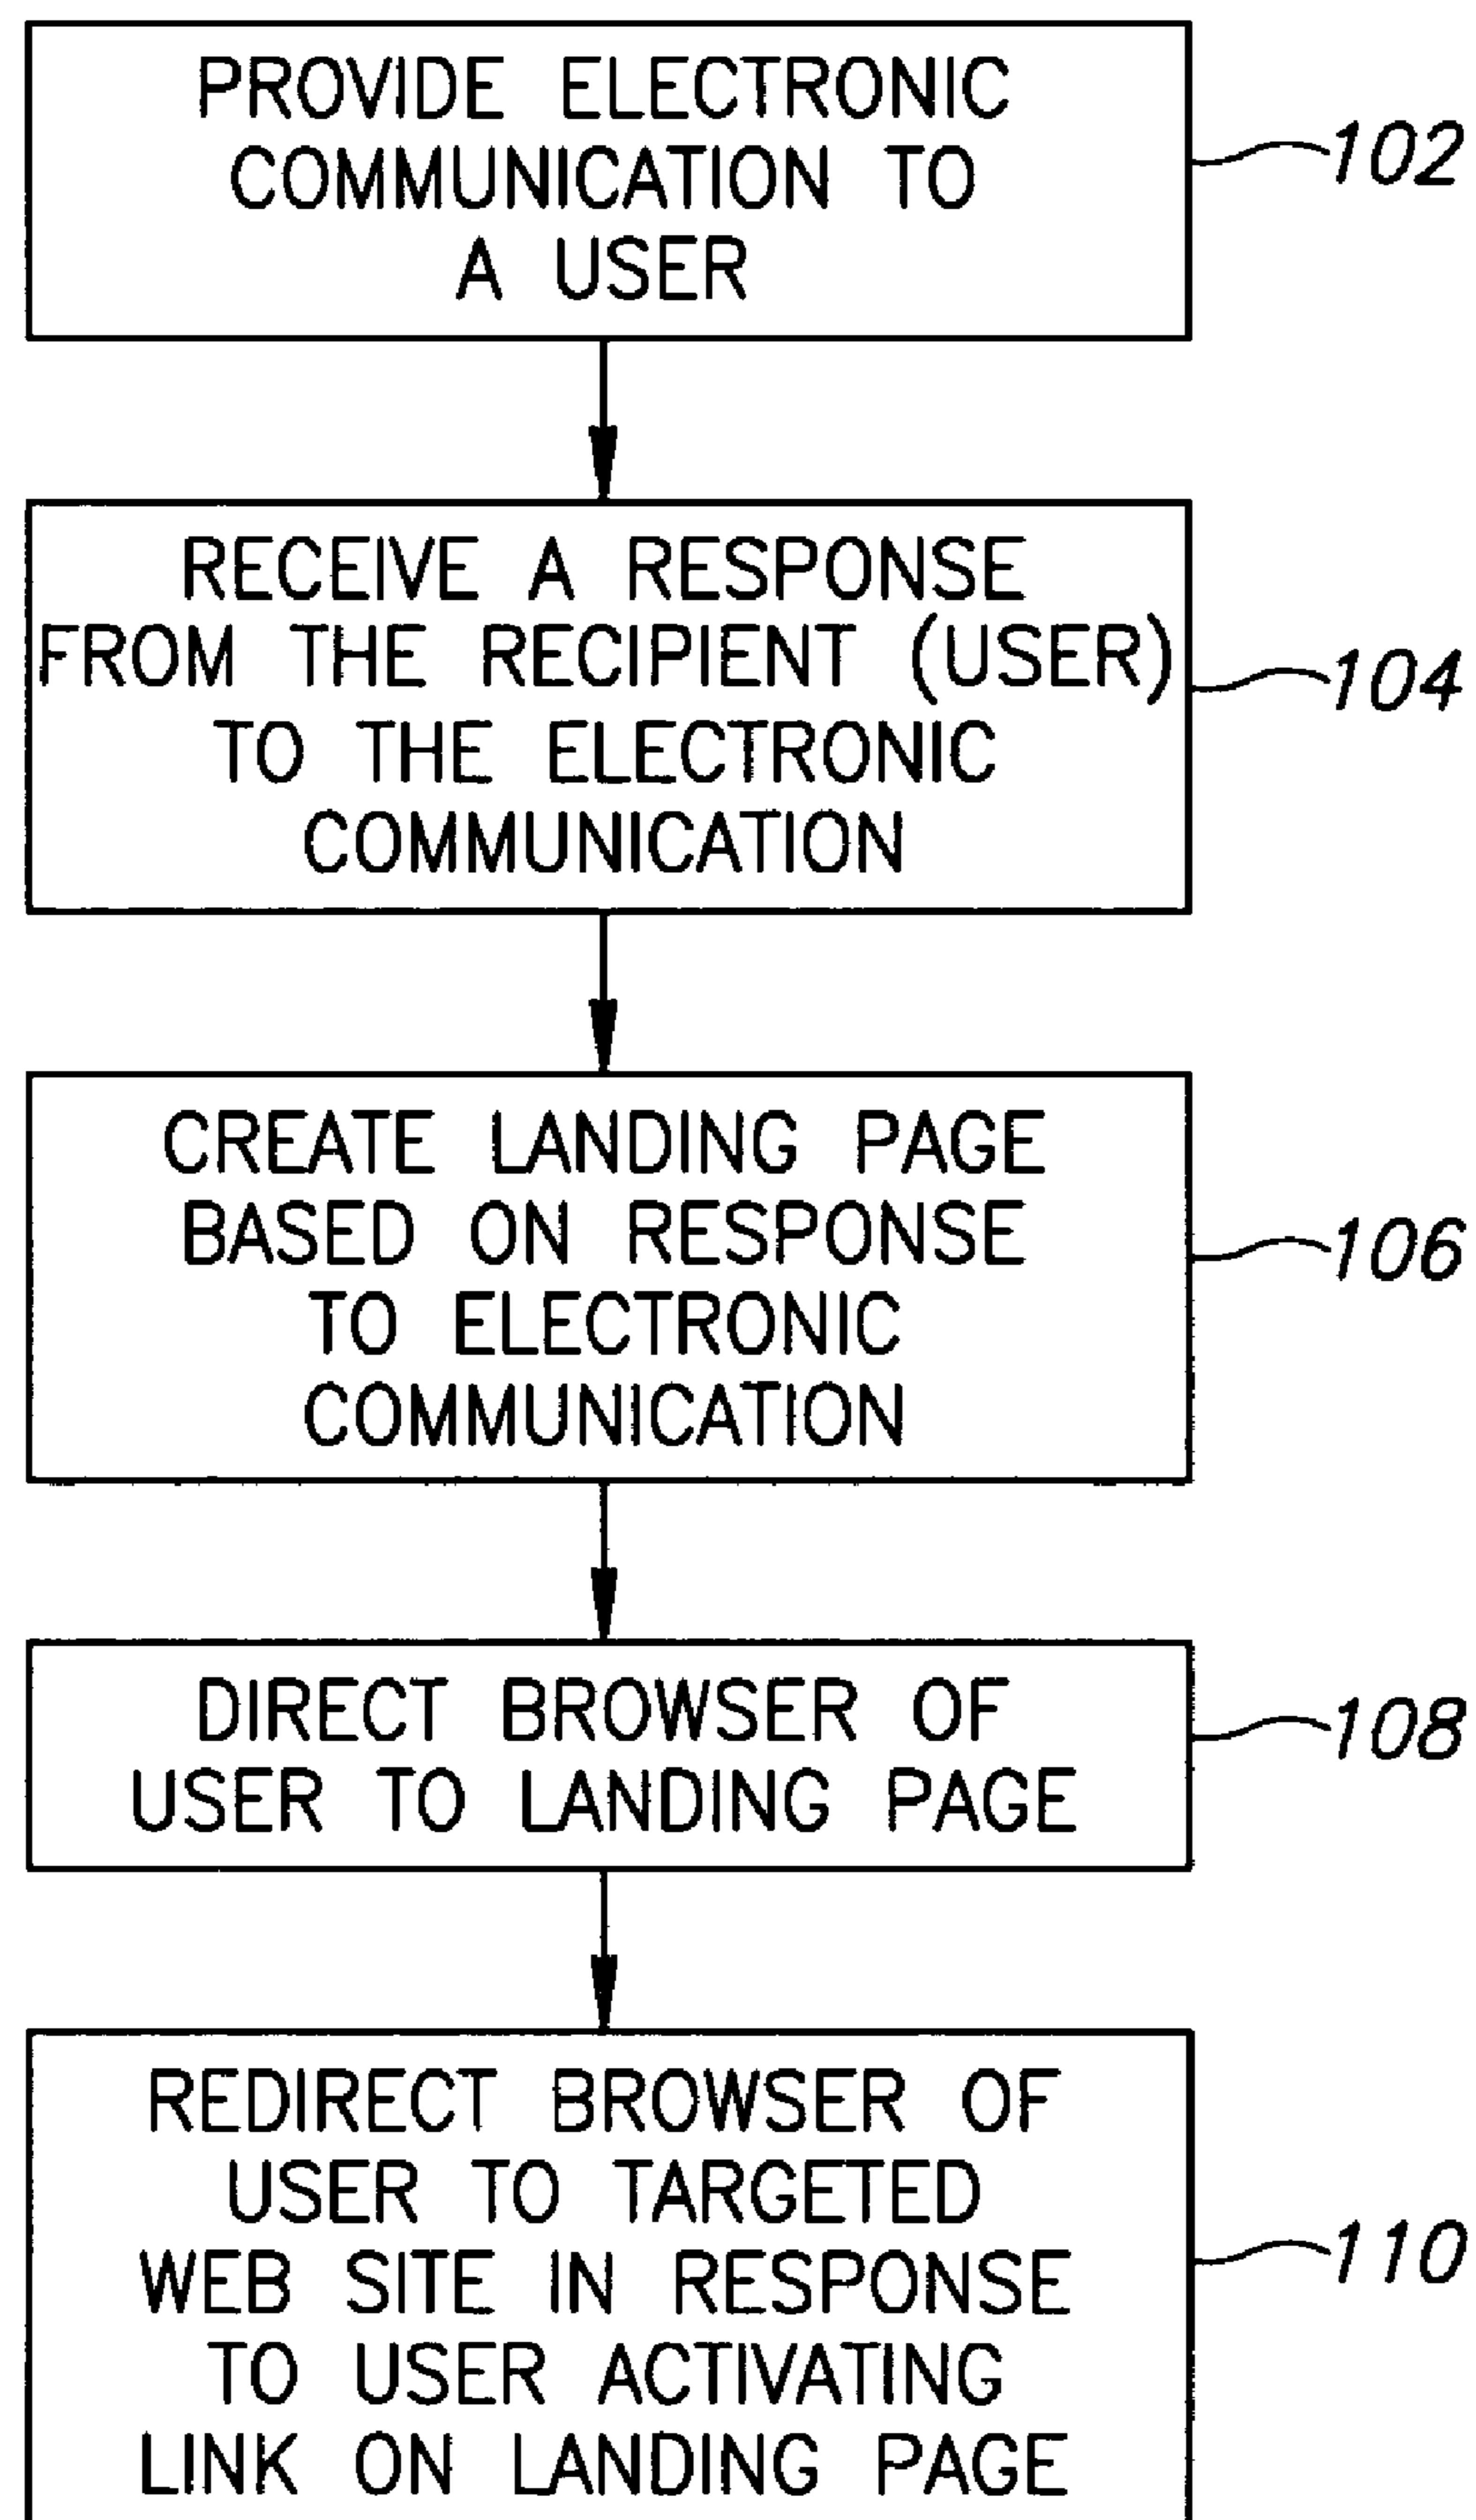 PROVIDE ELECTRONIC
COMMUNICATION TO
A USER
102
RECEIVE A RESPONSE
FROM THE RECIPIENT (USER)
TO THE ELECTRONIC
COMMUNICATION
104
CREATE LANDING PAGE
BASED ON RESPONSE
TO ELECTRONIC
COMMUNICATION
106
DIRECT BROWSER OF
USER TO LANDING PAGE
108
REDIRECT BROWSER OF
USER TO TARGETED
WEB SITE IN RESPONSE
TO USER ACTIVATING
LINK ON LANDING PAGE
110